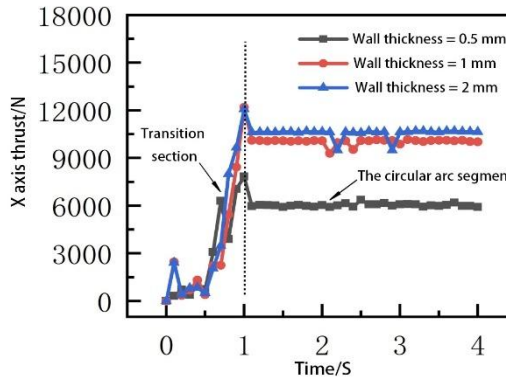 18000
15000
12000
9000
6000
3000
0
X axis thrust/N
Wall thickness = 0.5 mm
Wall thickness = 1 mm
Wall thickness = 2 mm
Transition
section
The circular arc segment
0 1 2 3 4
Time/S